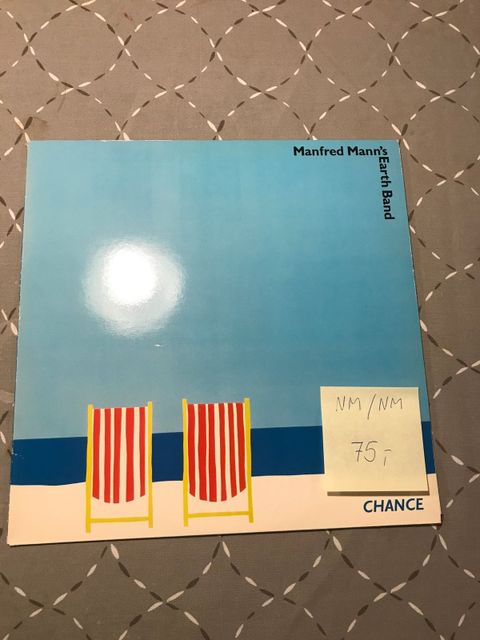 Manfred Mann's
Earth Band
NM/NM
75,-
CHANCE